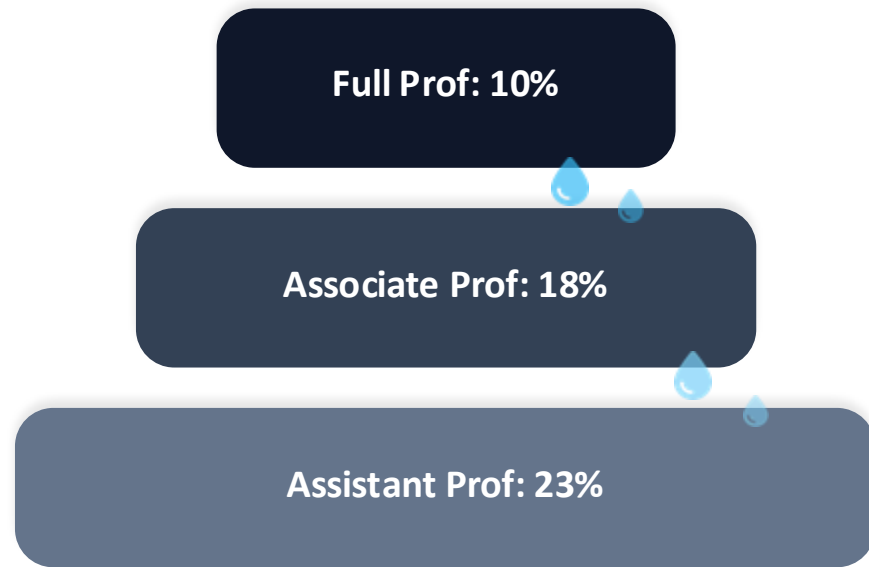 Full Prof: 10%
Associate Prof: 18%
Assistant Prof: 23%